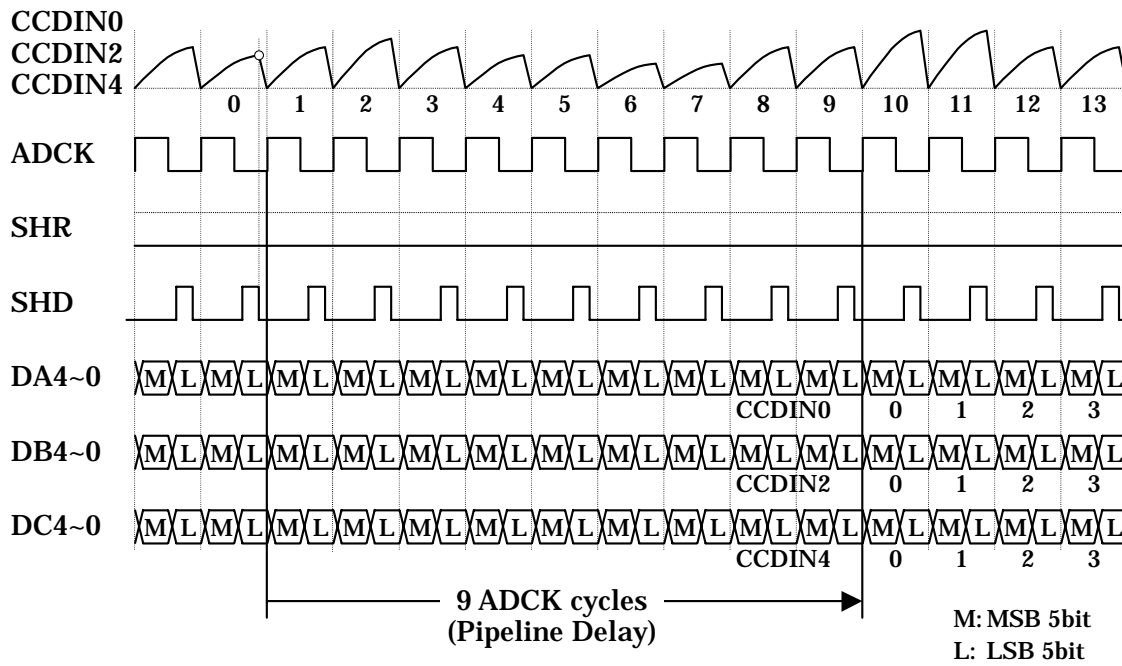 CCDIN0
CCDIN2
CCDIN4
0 1 2 3 4 5 6 7 8 9 10 11 12 13
ADCK
SHR
SHD
DA4~0 M L M L M L M L M L M L M L M L M L M L M L M L M L M L M L
CCDIN0 0 1 2 3
DB4~0 M L M L M L M L M L M L M L M L M L M L M L M L M L M L M L
CCDIN2 0 1 2 3
DC4~0 M L M L M L M L M L M L M L M L M L M L M L M L M L M L M L
CCDIN4 0 1 2 3
9 ADCK cycles
(Pipeline Delay)
M: MSB 5bit
L: LSB 5bit